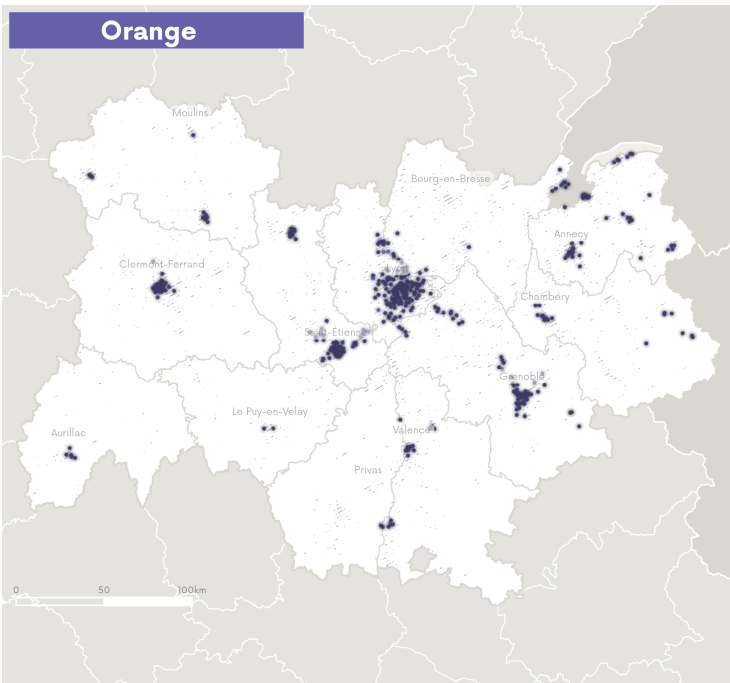 Orange
Moulins
Bourg-en-Bresse
Annecy
Clermont-Ferrand
Lyon
Chambéry
Saint-Étienne
Grenoble
Le Puy-en-Velay
Aurillac
Valence
Privas
0 50 100km